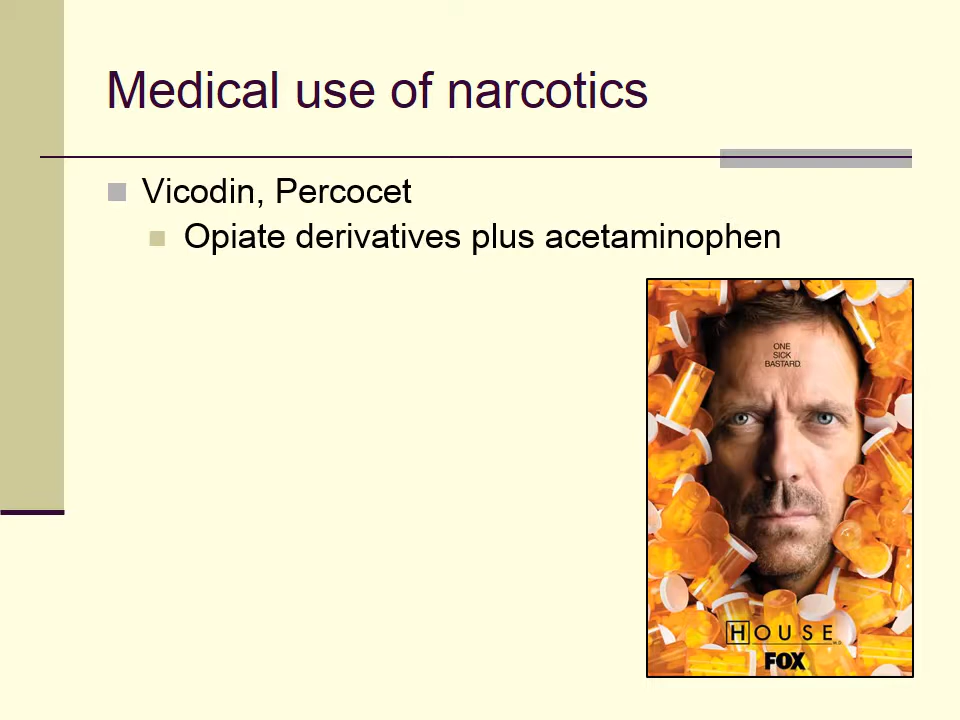 Medical use of narcotics
Vicodin, Percocet
Opiate derivatives plus acetaminophen
ONE
SICK
BASTARD.
HOUSE
FOX